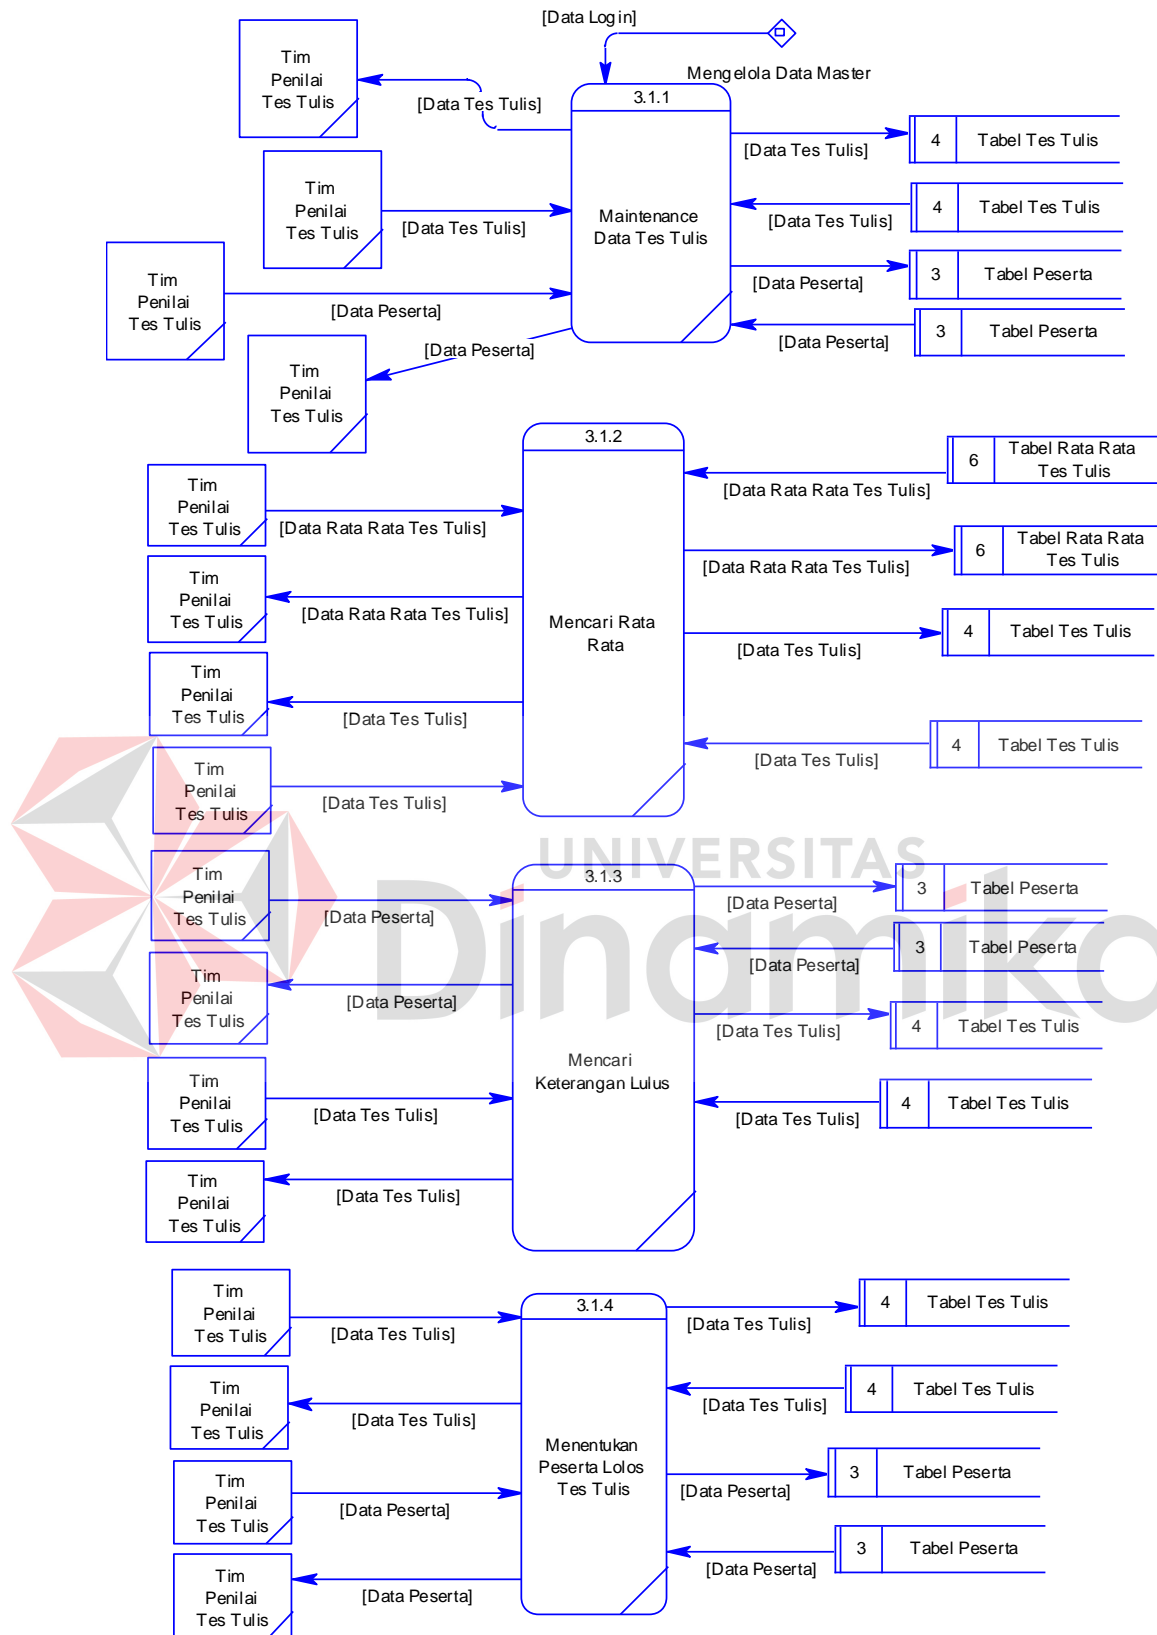 [Data Login]
Mengelola Data Master
Tim
Penilai
Tes Tulis
[Data Tes Tulis]
3.1.1
Maintenance
Data Tes Tulis
[Data Tes Tulis]
4 Tabel Tes Tulis
Tim
Penilai
Tes Tulis
[Data Tes Tulis]
[Data Tes Tulis]
4 Tabel Tes Tulis
Tim
Penilai
Tes Tulis
[Data Peserta]
[Data Peserta]
3 Tabel Peserta
Tim
Penilai
Tes Tulis
[Data Peserta]
[Data Peserta]
3 Tabel Peserta
3.1.2
Mencari Rata
Rata
Tim
Penilai
Tes Tulis
[Data Rata Rata Tes Tulis]
[Data Rata Rata Tes Tulis]
6 Tabel Rata Rata
Tes Tulis
Tim
Penilai
Tes Tulis
[Data Rata Rata Tes Tulis]
[Data Rata Rata Tes Tulis]
6 Tabel Rata Rata
Tes Tulis
Tim
Penilai
Tes Tulis
[Data Tes Tulis]
[Data Tes Tulis]
4 Tabel Tes Tulis
Tim
Penilai
Tes Tulis
[Data Tes Tulis]
[Data Tes Tulis]
4 Tabel Tes Tulis
UNIVERSITAS
Dinamika
3.1.3
Mencari
Keterangan Lulus
Tim
Penilai
Tes Tulis
[Data Peserta]
[Data Peserta]
3 Tabel Peserta
Tim
Penilai
Tes Tulis
[Data Peserta]
[Data Peserta]
3 Tabel Peserta
Tim
Penilai
Tes Tulis
[Data Tes Tulis]
[Data Tes Tulis]
4 Tabel Tes Tulis
Tim
Penilai
Tes Tulis
[Data Tes Tulis]
[Data Tes Tulis]
4 Tabel Tes Tulis
3.1.4
Menentukan
Peserta Lolos
Tes Tulis
Tim
Penilai
Tes Tulis
[Data Tes Tulis]
[Data Tes Tulis]
4 Tabel Tes Tulis
Tim
Penilai
Tes Tulis
[Data Tes Tulis]
[Data Tes Tulis]
4 Tabel Tes Tulis
Tim
Penilai
Tes Tulis
[Data Peserta]
[Data Peserta]
3 Tabel Peserta
Tim
Penilai
Tes Tulis
[Data Peserta]
[Data Peserta]
3 Tabel Peserta